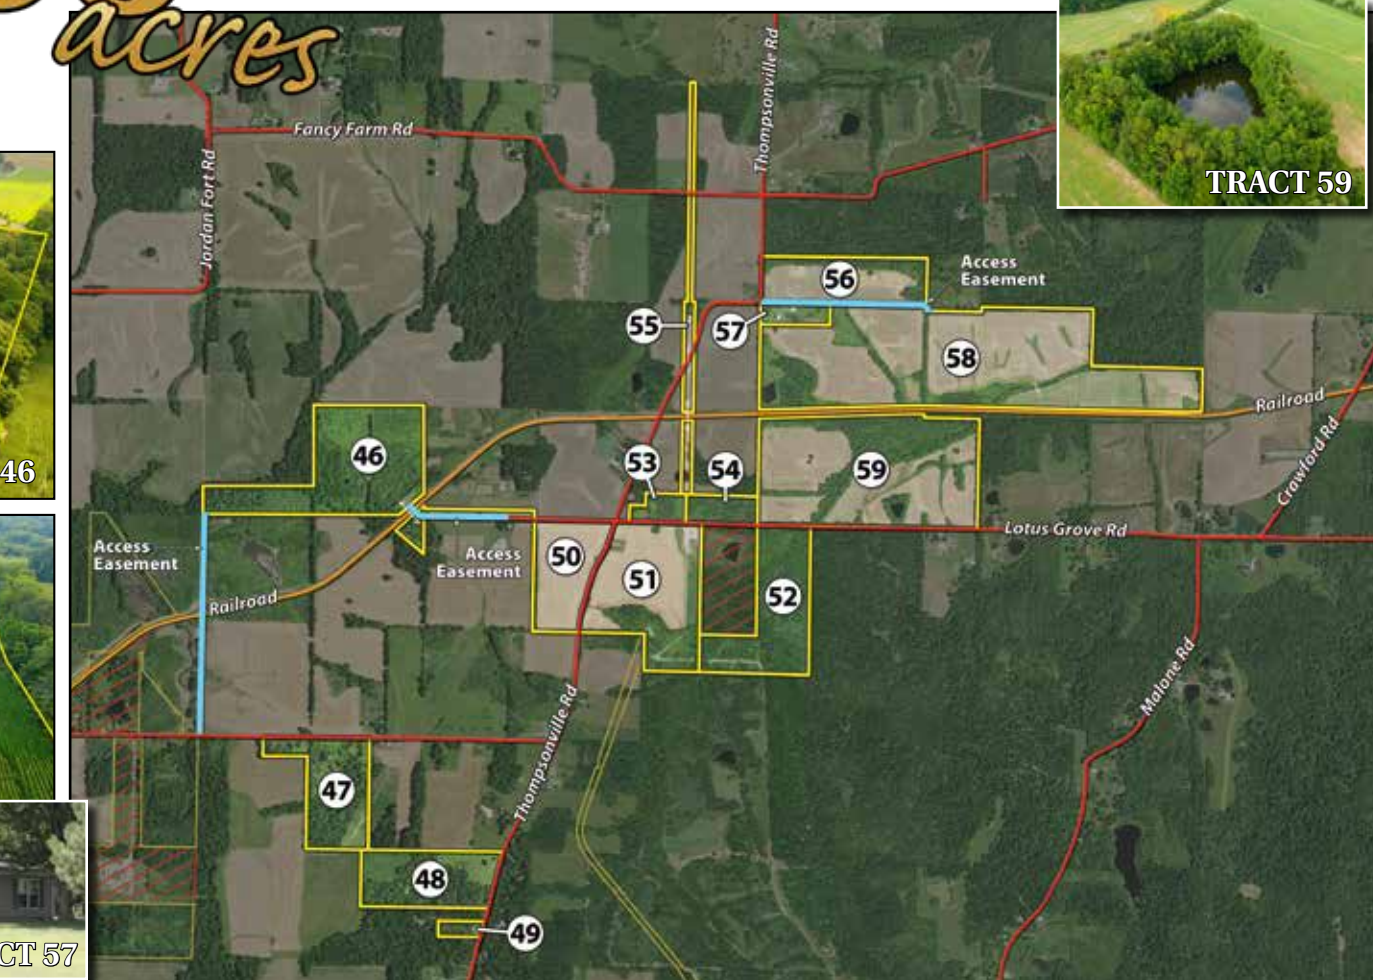 acres
Fancy Farm Rd
Thompsonville Rd
Jordan Fort Rd
TRACT 59
Access
Easement
56
55
57
58
Railroad
46
46
53
54
59
Crawford Rd
Lotus Grove Rd
Access
Easement
Access
Easement
50
51
52
Railroad
Malone Rd
Thompsonville Rd
47
48
49
CT 57